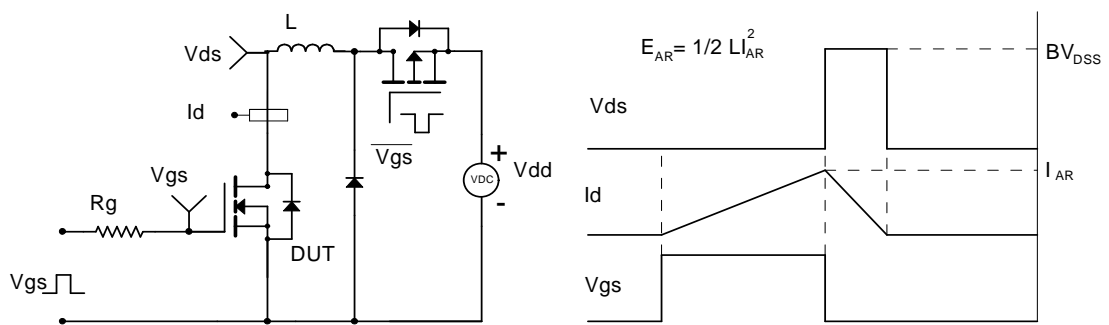 L
Vds
Id
Vgs
Vgs
+
VDC
Vdd
-
Rg
DUT
Vgs
E_AR= 1/2 LI_AR^2
BV_DSS
Vds
I_AR
Id
Vgs